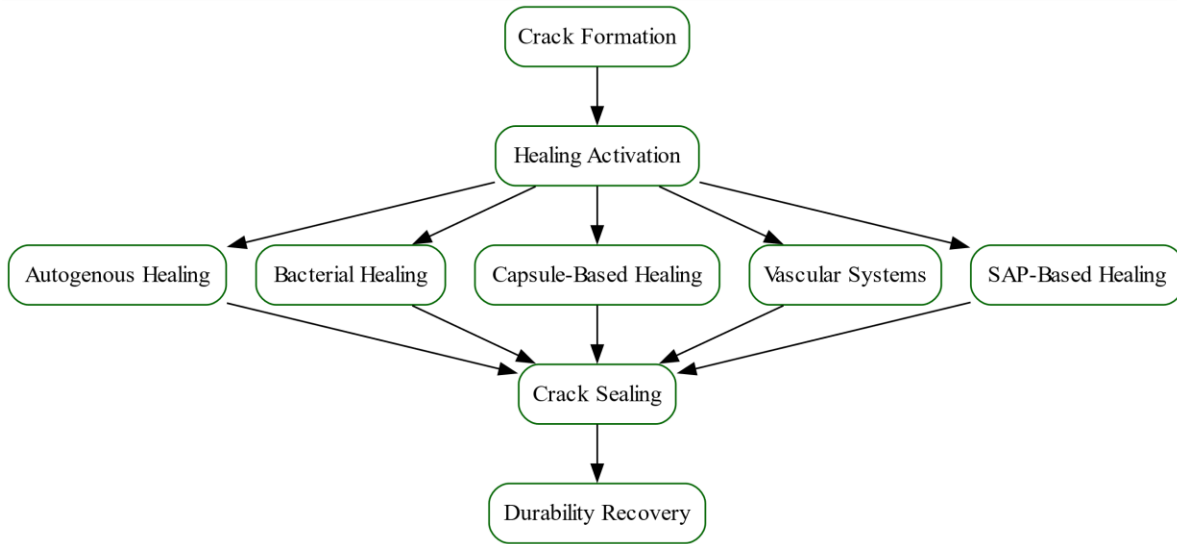 Crack Formation
Healing Activation
Autogenous Healing
Bacterial Healing
Capsule-Based Healing
Vascular Systems
SAP-Based Healing
Crack Sealing
Durability Recovery